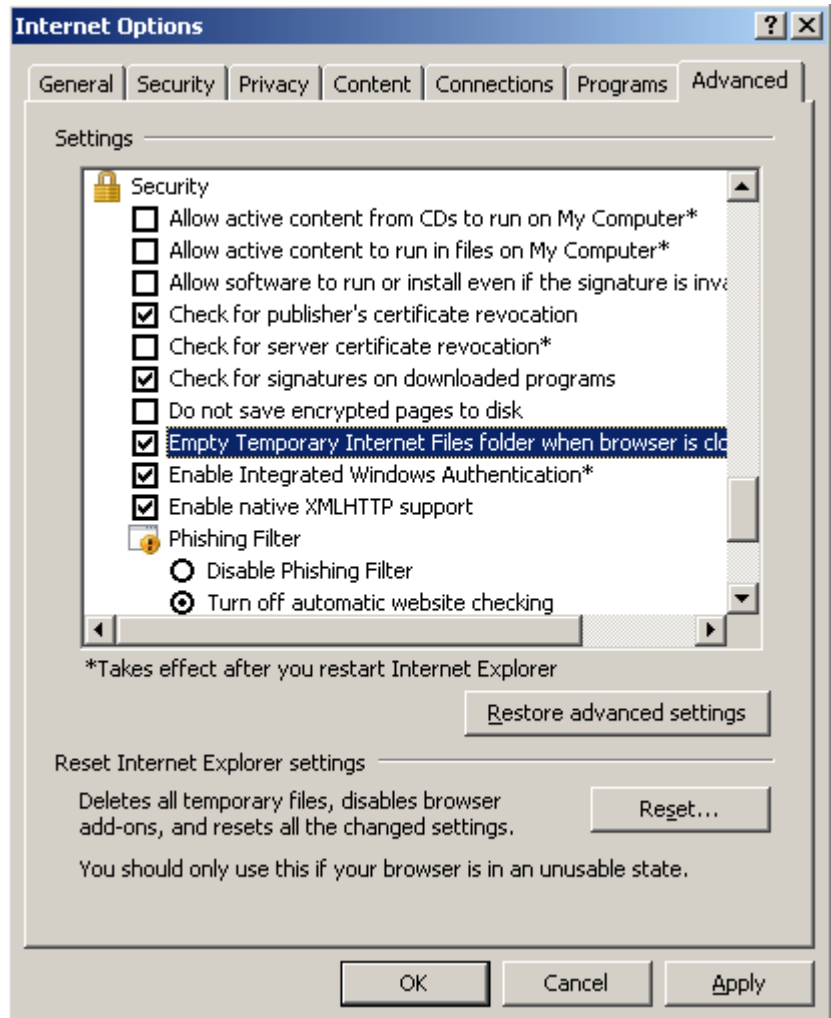 Internet Options
General Security Privacy Content Connections Programs Advanced
Settings
Security
Allow active content from CDs to run on My Computer*
Allow active content to run in files on My Computer*
Allow software to run or install even if the signature is inva
Check for publisher's certificate revocation
Check for server certificate revocation*
Check for signatures on downloaded programs
Do not save encrypted pages to disk
Empty Temporary Internet Files folder when browser is clo
Enable Integrated Windows Authentication*
Enable native XMLHTTP support
Phishing Filter
Disable Phishing Filter
Turn off automatic website checking
*Takes effect after you restart Internet Explorer
Restore advanced settings
Reset Internet Explorer settings
Deletes all temporary files, disables browser
add-ons, and resets all the changed settings.
Reset...
You should only use this if your browser is in an unusable state.
OK Cancel Apply